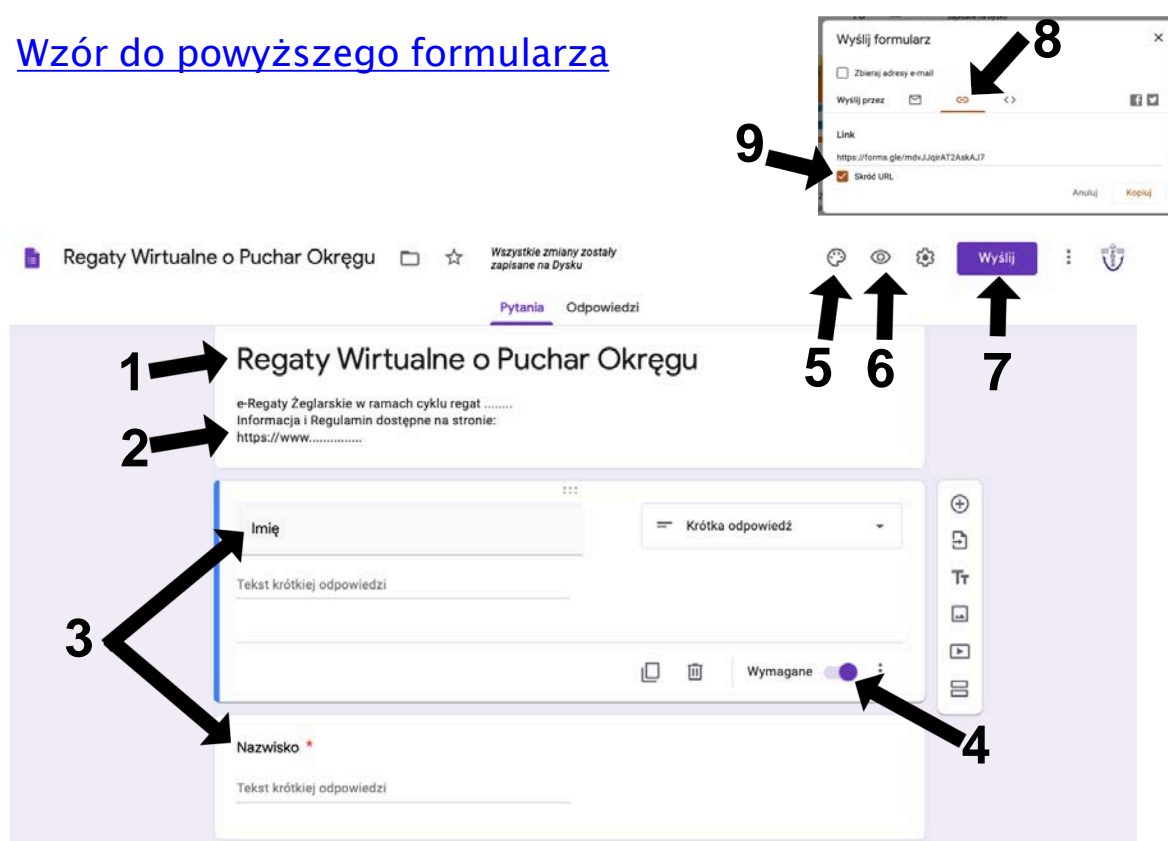 Wzór do powyższego formularza
Wyślij formularz
8
Zbieraj adresy e-mail
Wyślij przez
Link
9
https://forms.gle/mdvJJqirAT2AskAJ7
Skróć URL
Anuluj Kopiuj
Regaty Wirtualne o Puchar Okręgu
Wszystkie zmiany zostały
zapisane na Dysku
Wyślij
Pytania Odpowiedzi
1
Regaty Wirtualne o Puchar Okręgu
5 6 7
e-Regaty Żeglarskie w ramach cyklu regat ........
Informacja i Regulamin dostępne na stronie:
2
https://www...............
Imię
Krótka odpowiedź
Tekst krótkiej odpowiedzi
3
Wymagane
4
Nazwisko *
Tekst krótkiej odpowiedzi